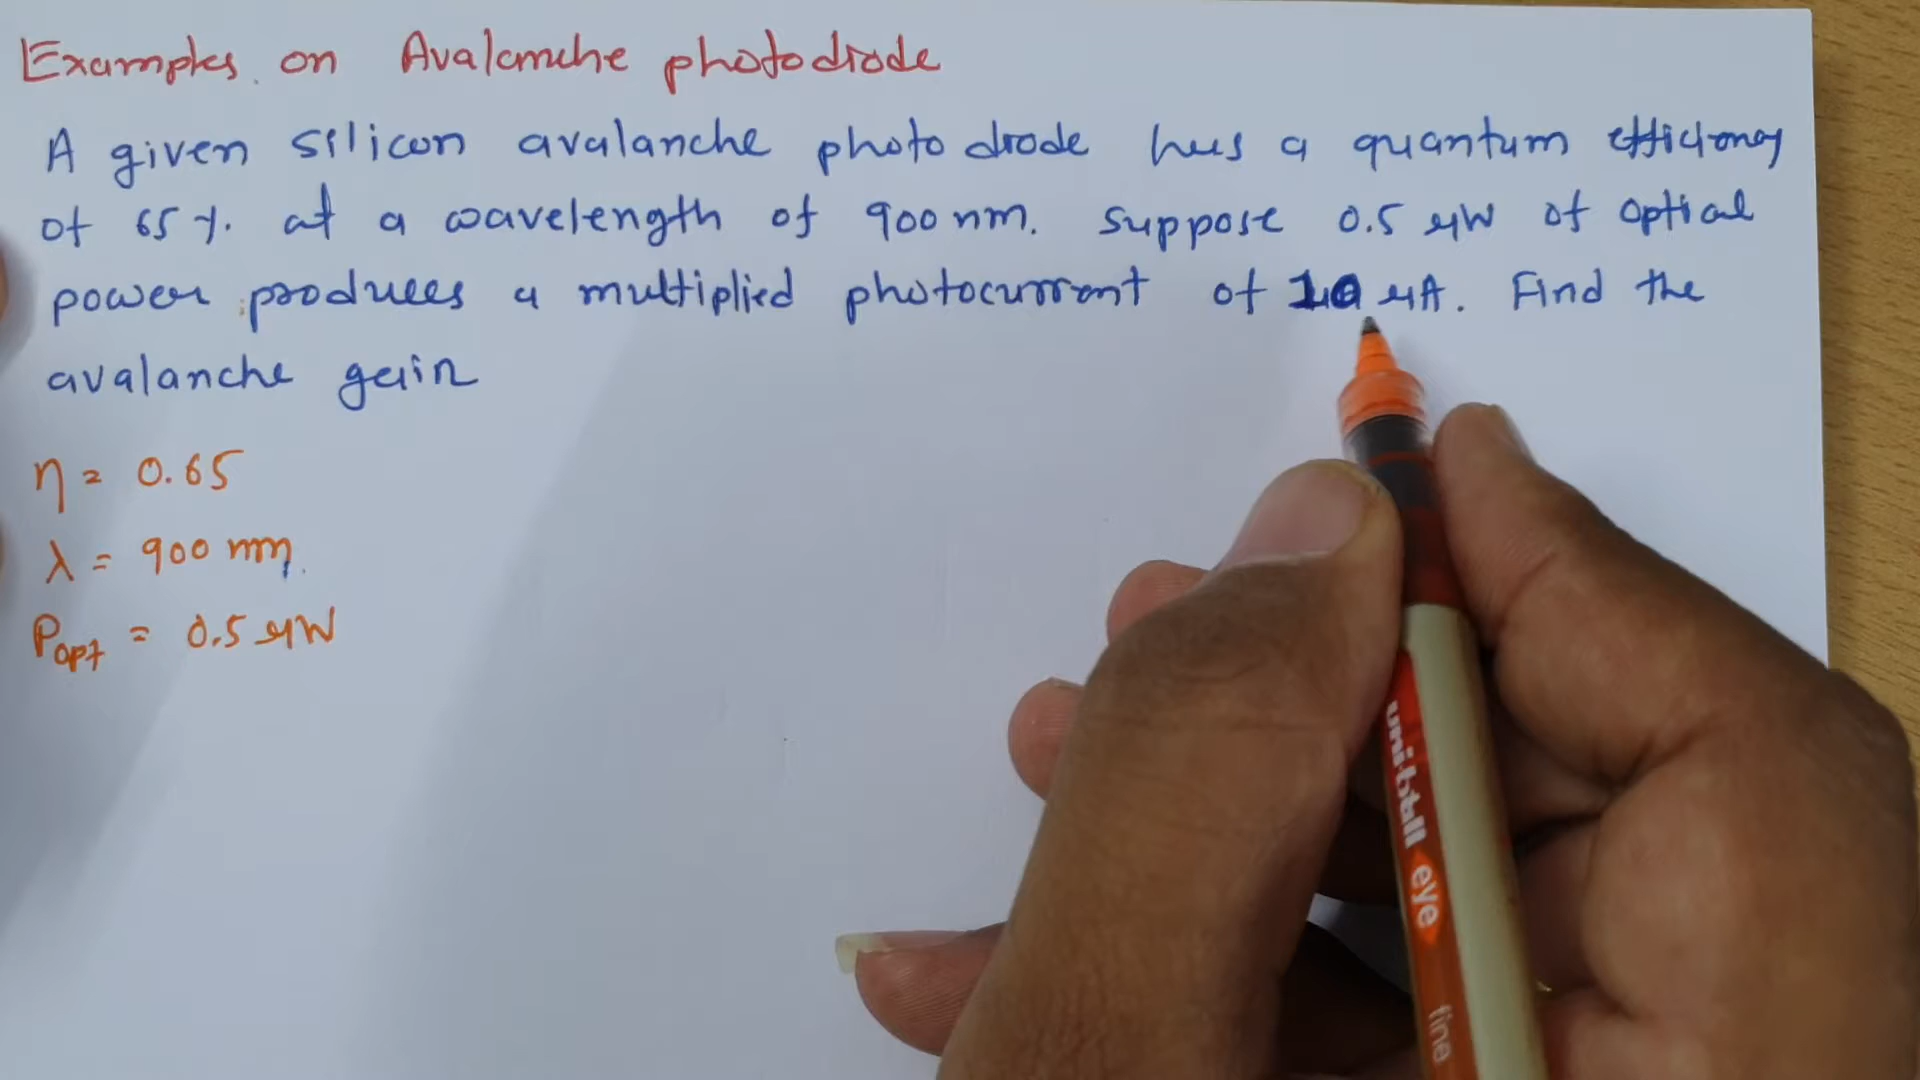 Examples on Avalanche photodiode
A given silicon avalanche photodiode has a quantum efficiency
of 65 %. at a wavelength of 900 nm. Suppose 0.5 μW of optical
power produces a multiplied photocurrent of 10 μA. Find the
avalanche gain
η = 0.65
λ = 900 nm.
Popt = 0.5 μW
uniball eye fine